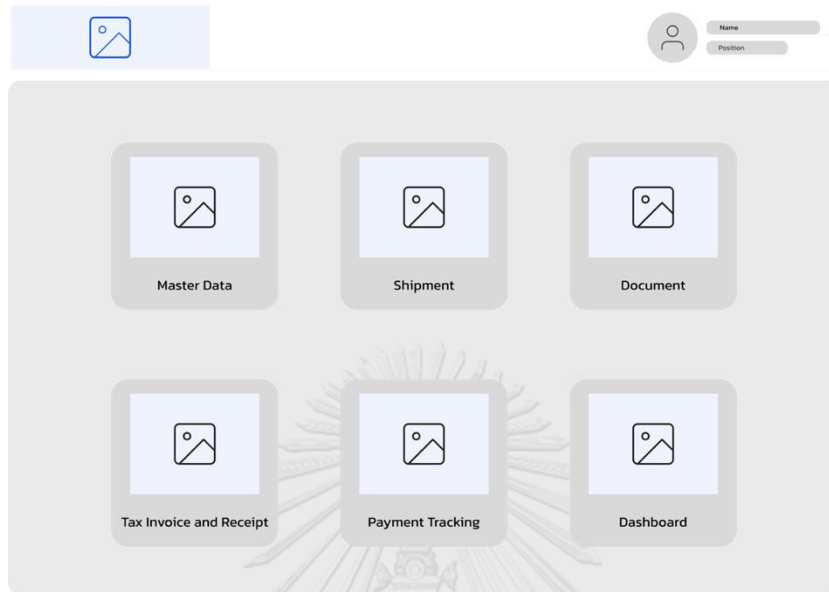 Name
Position
Master Data
Shipment
Document
Tax Invoice and Receipt
Payment Tracking
Dashboard